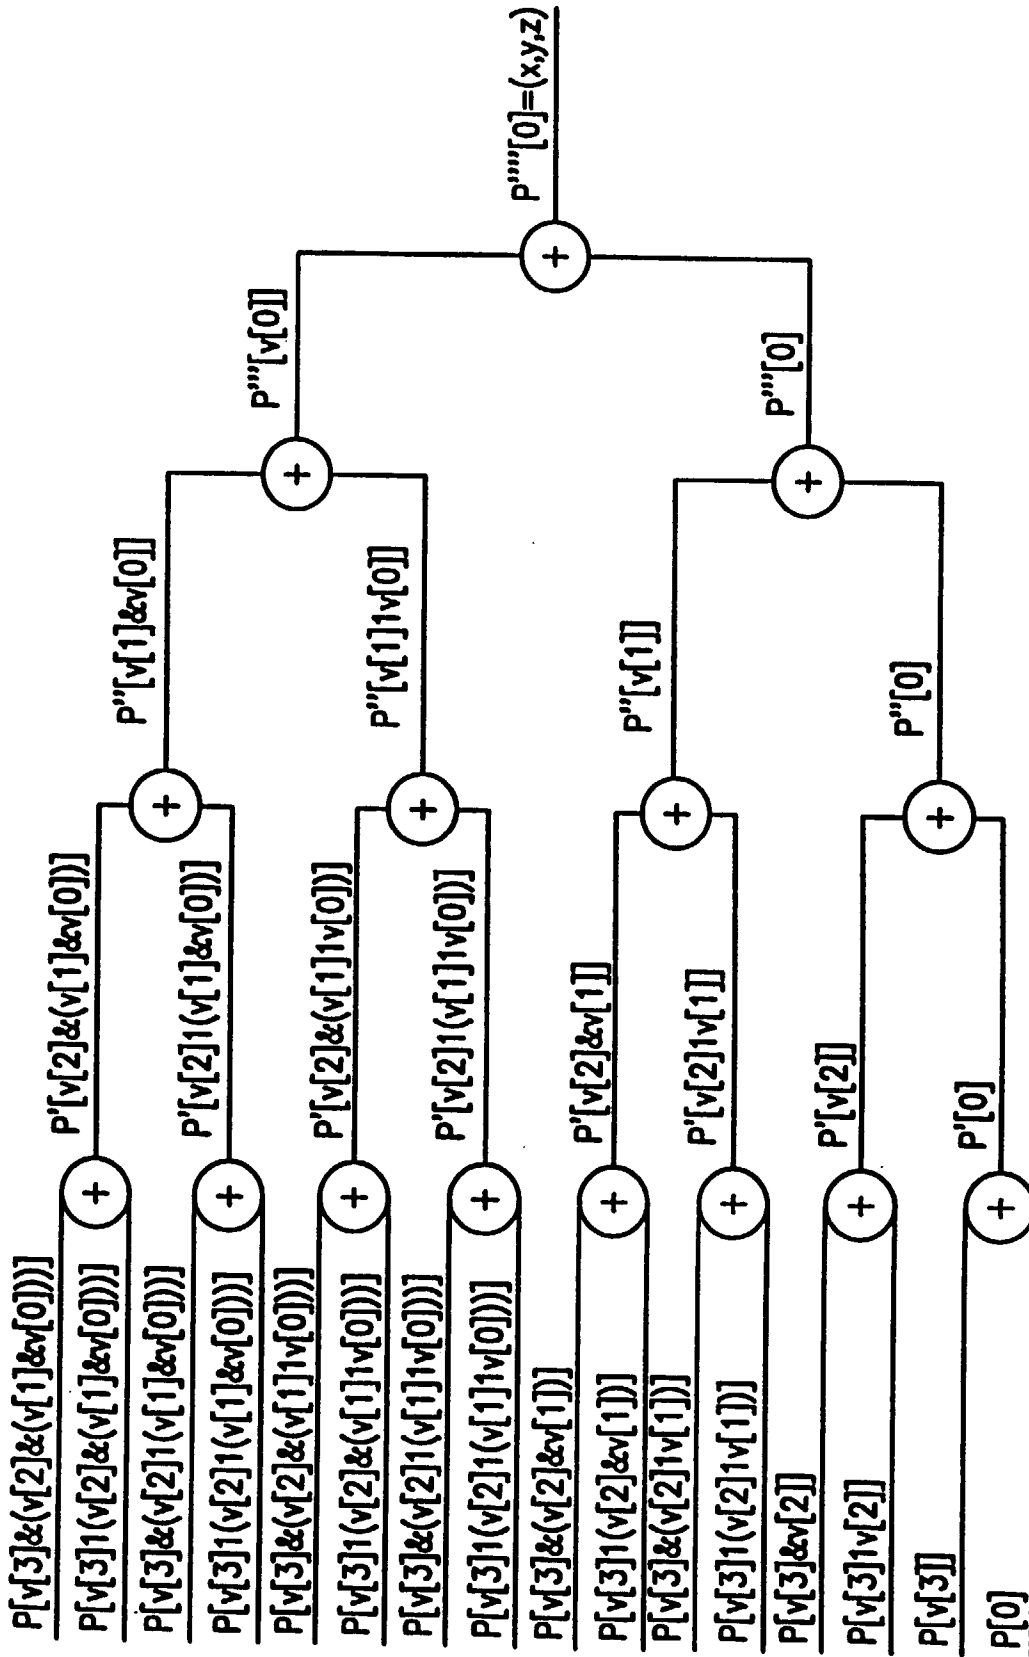 P[v[3]&(v[2]&(v[1]&v[0]))]
P[v[3]1(v[2]&(v[1]&v[0]))]
P[v[3]&(v[2]1(v[1]&v[0]))]
P[v[3]1(v[2]1(v[1]&v[0]))]
P[v[3]&(v[2]&(v[1]1v[0]))]
P[v[3]1(v[2]&(v[1]1v[0]))]
P[v[3]&(v[2]1(v[1]1v[0]))]
P[v[3]1(v[2]1(v[1]1v[0]))]
P[v[3]&(v[2]&v[1])]
P[v[3]1(v[2]&v[1])]
P[v[3]&(v[2]1v[1])]
P[v[3]1(v[2]1v[1])]
P[v[3]&v[2]]
P[v[3]1v[2]]
P[v[3]]
P[0]
+
+
+
+
+
+
+
+
P'[v[2]&(v[1]&v[0])]
P'[v[2]1(v[1]&v[0])]
P'[v[2]&(v[1]1v[0])]
P'[v[2]1(v[1]1v[0])]
P'[v[2]&v[1]]
P'[v[2]1v[1]]
P'[v[2]]
P'[0]
+
+
+
+
P''[v[1]&v[0]]
P''[v[1]1v[0]]
P''[v[1]]
P''[0]
+
+
P'''[v[0]]
P'''[0]
+
P''''[0]=(x,y,z)